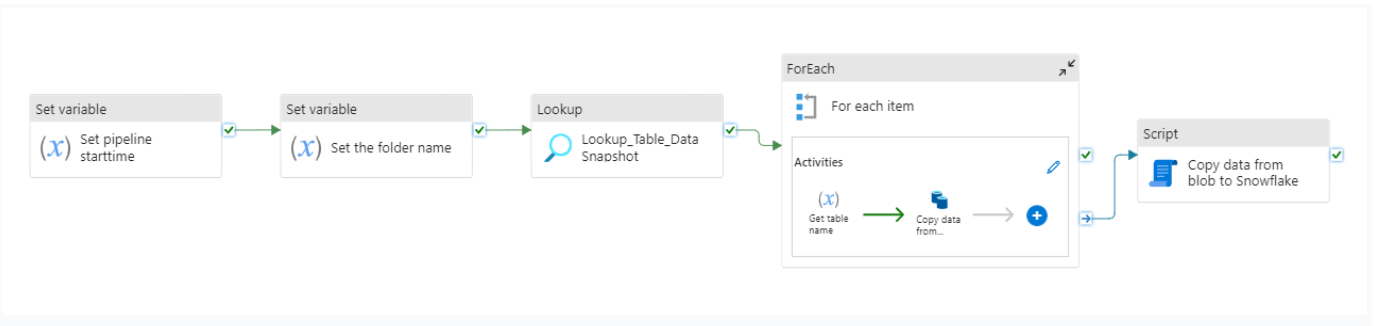 Set variable
(x) Set pipeline
starttime
Set variable
(x) Set the folder name
Lookup
Lookup_Table_Data
Snapshot
ForEach
For each item
Activities
(x)
Get table
name
Copy data
from...
Script
Copy data from
blob to Snowflake